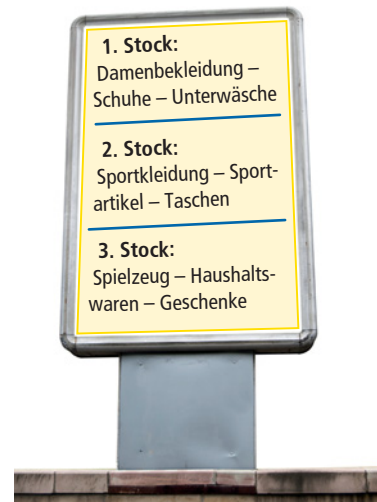 1. Stock:
Damenbekleidung –
Schuhe – Unterwäsche
2. Stock:
Sportkleidung – Sport-
artikel – Taschen
3. Stock:
Spielzeug – Haushalts-
waren – Geschenke